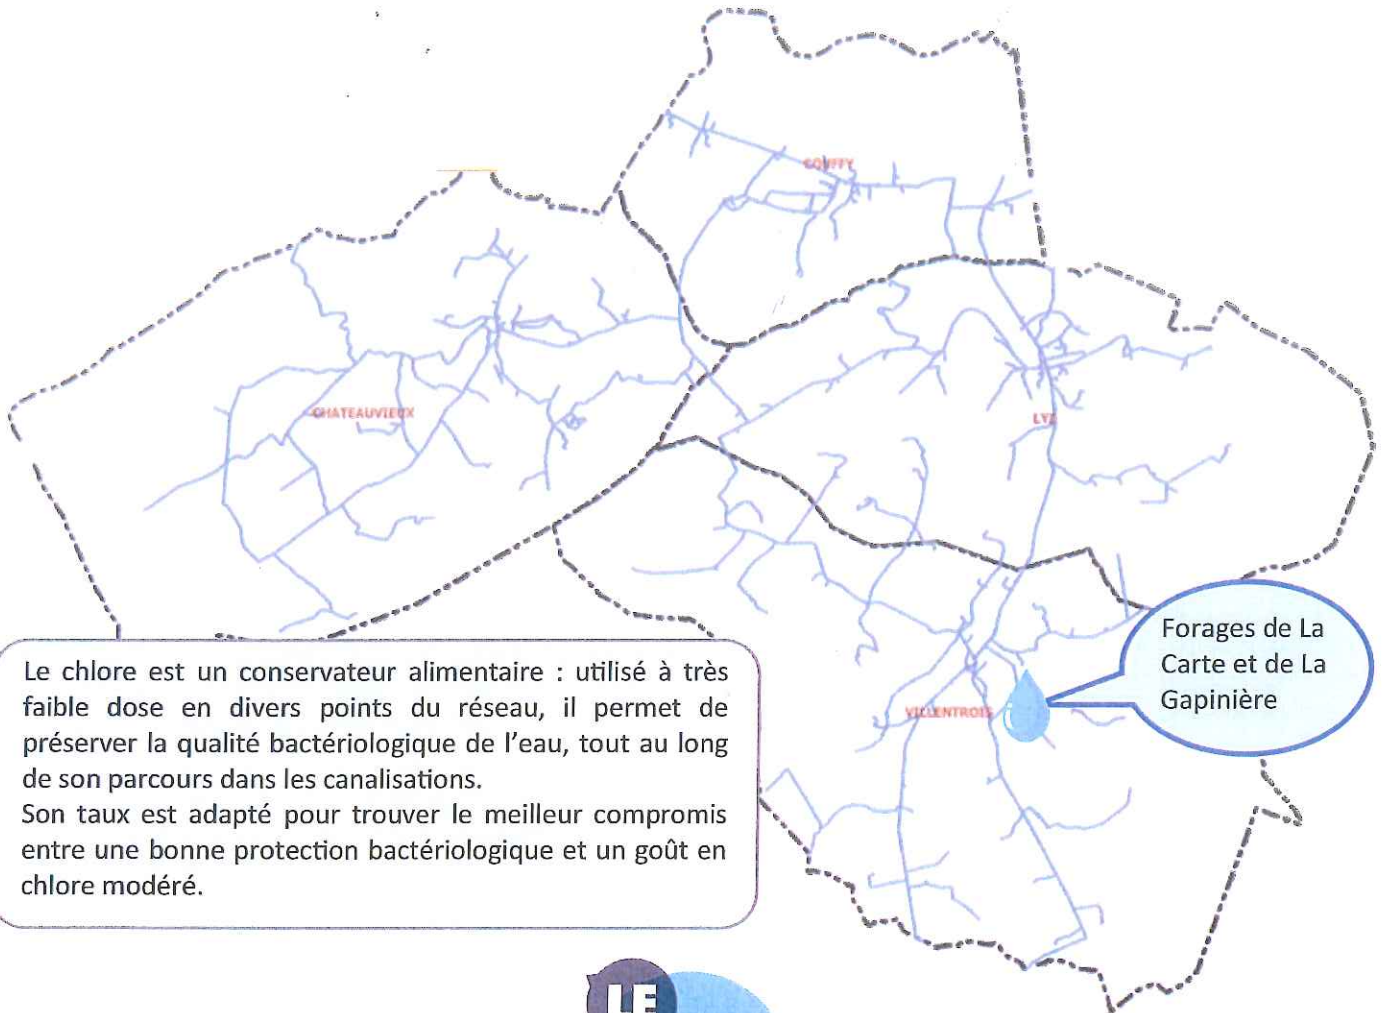 COUFFY
CHATEAUVIEUX
LYE
Forages de La
Carte et de La
Gapinière
VILLENTROIS
Le chlore est un conservateur alimentaire : utilisé à très
faible dose en divers points du réseau, il permet de
préserver la qualité bactériologique de l'eau, tout au long
de son parcours dans les canalisations.
Son taux est adapté pour trouver le meilleur compromis
entre une bonne protection bactériologique et un goût en
chlore modéré.
LE